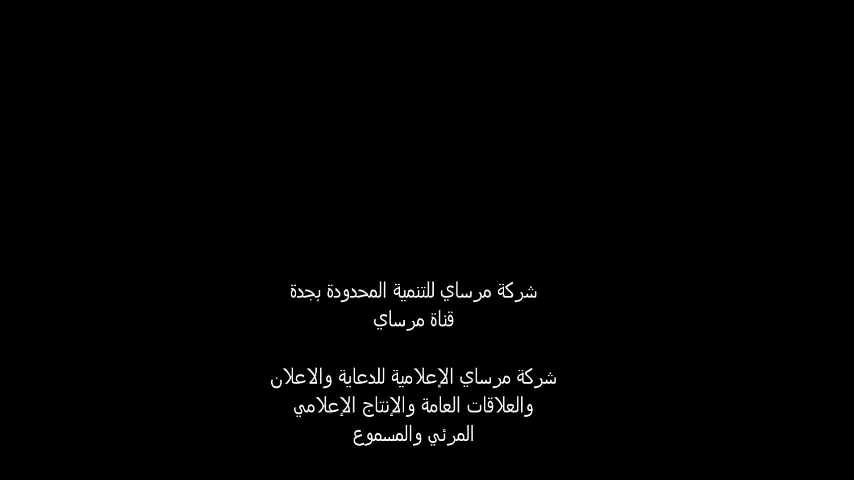 شركة مرساي للتنمية المحدودة بجدة
قناة مرساي
شركة مرساي الإعلامية للدعاية والاعلان
والعلاقات العامة والإنتاج الإعلامي
المرئي والمسموع